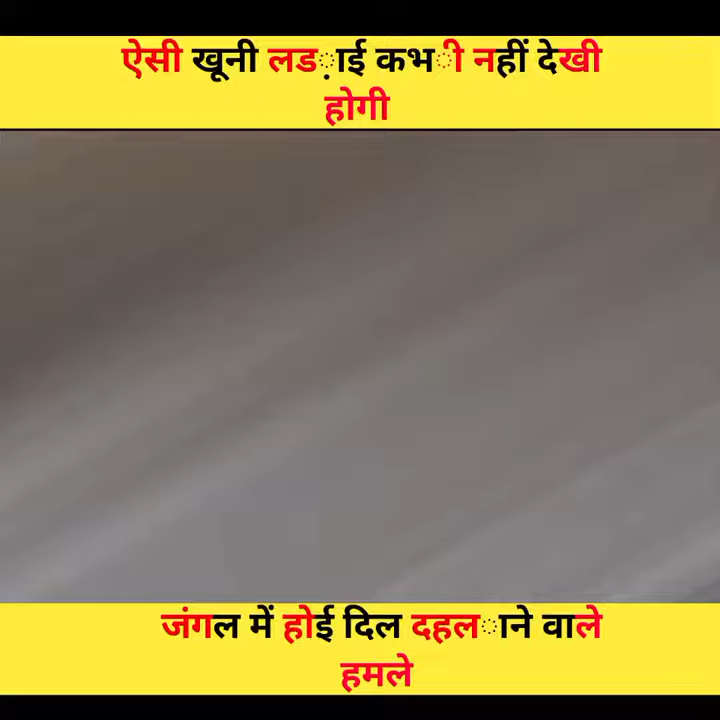 ऐसी खूनी लड़ाई कभी नहीं देखी
होगी
जंगल में होई दिल दहलाने वाले
हमले